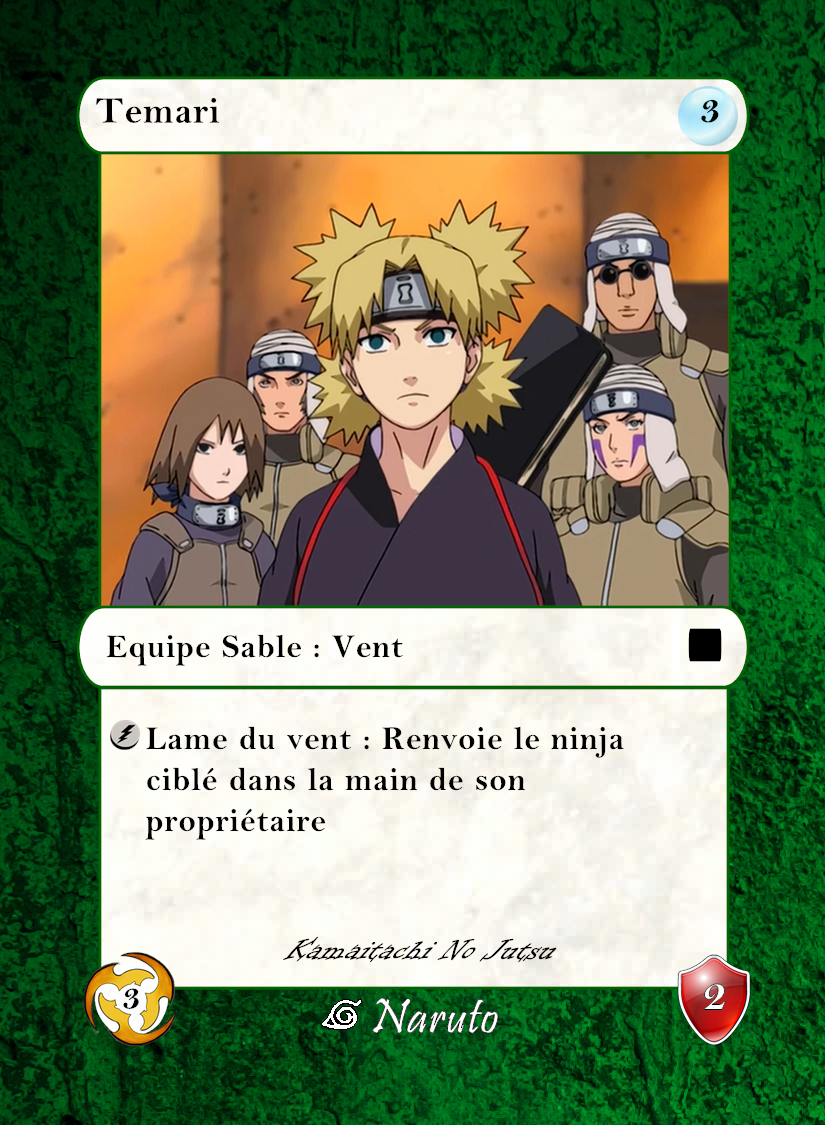 Temari
3
Equipe Sable : Vent
Lame du vent : Renvoie le ninja
ciblé dans la main de son
propriétaire
Kamaitachi No Jutsu
3
Naruto
2